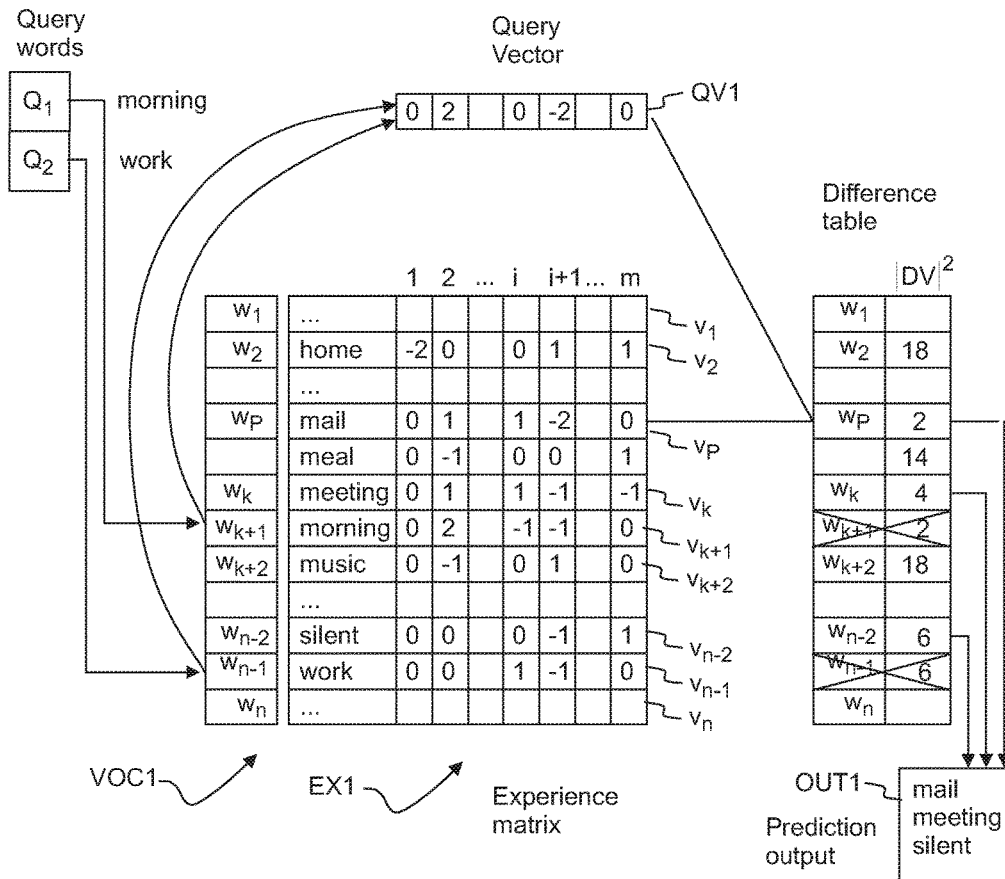 Query
words
Q1 morning
Q2 work
Query
Vector
0 2 0 -2 0
QV1
Difference
table
|DV|2
1 2 ... i i+1... m
w1 ... v1 w1
w2 home -2 0 0 1 1 v2 w2 18
...
wP mail 0 1 1 -2 0 vP wP 2
meal 0 -1 0 0 1 14
wk meeting 0 1 1 -1 -1 vk wk 4
wk+1 morning 0 2 -1 -1 0 vk+1 wk+1 2
wk+2 music 0 -1 0 1 0 vk+2 wk+2 18
...
wn-2 silent 0 0 0 -1 1 vn-2 wn-2 6
wn-1 work 0 0 1 -1 0 vn-1 wn-1 6
wn ... vn wn
VOC1
EX1
Experience
matrix
OUT1
Prediction
output
mail
meeting
silent